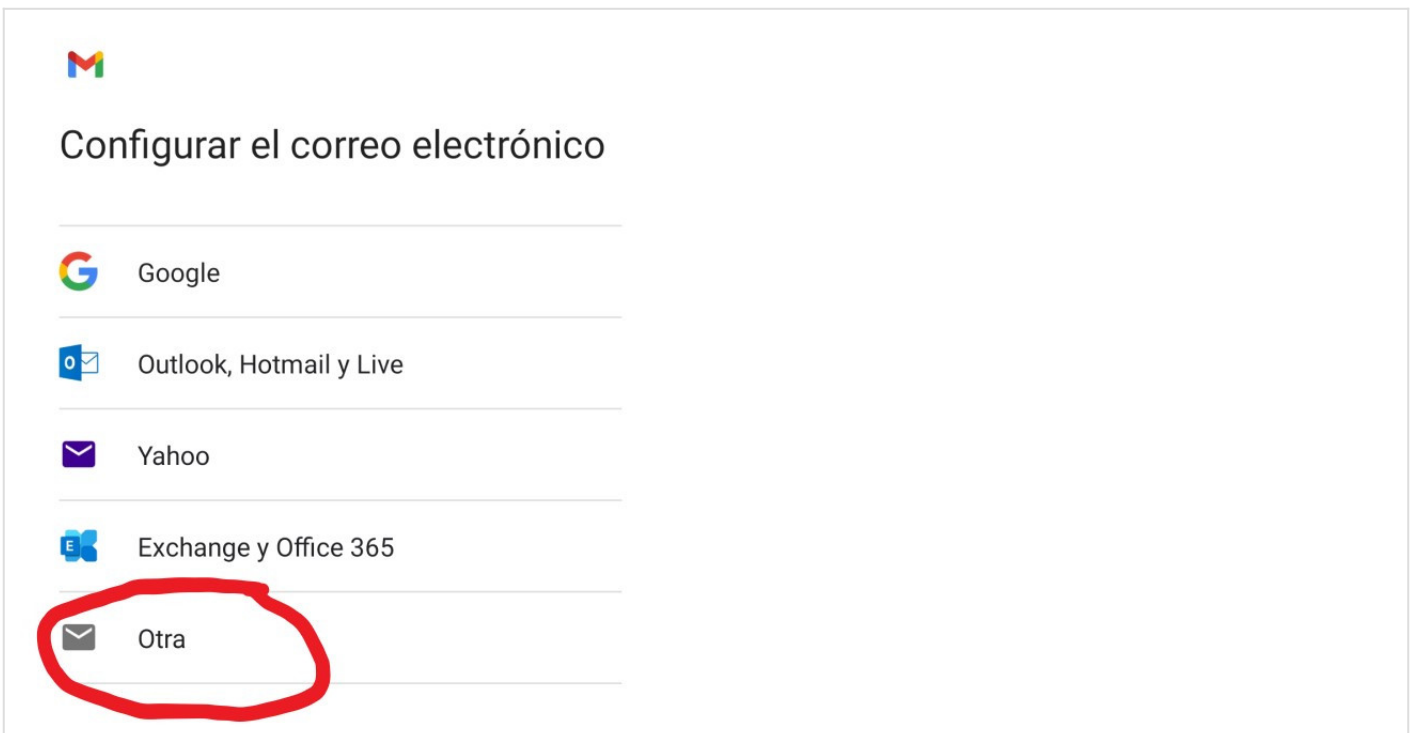 Configurar el correo electrónico
Google
Outlook, Hotmail y Live
Yahoo
Exchange y Office 365
Otra